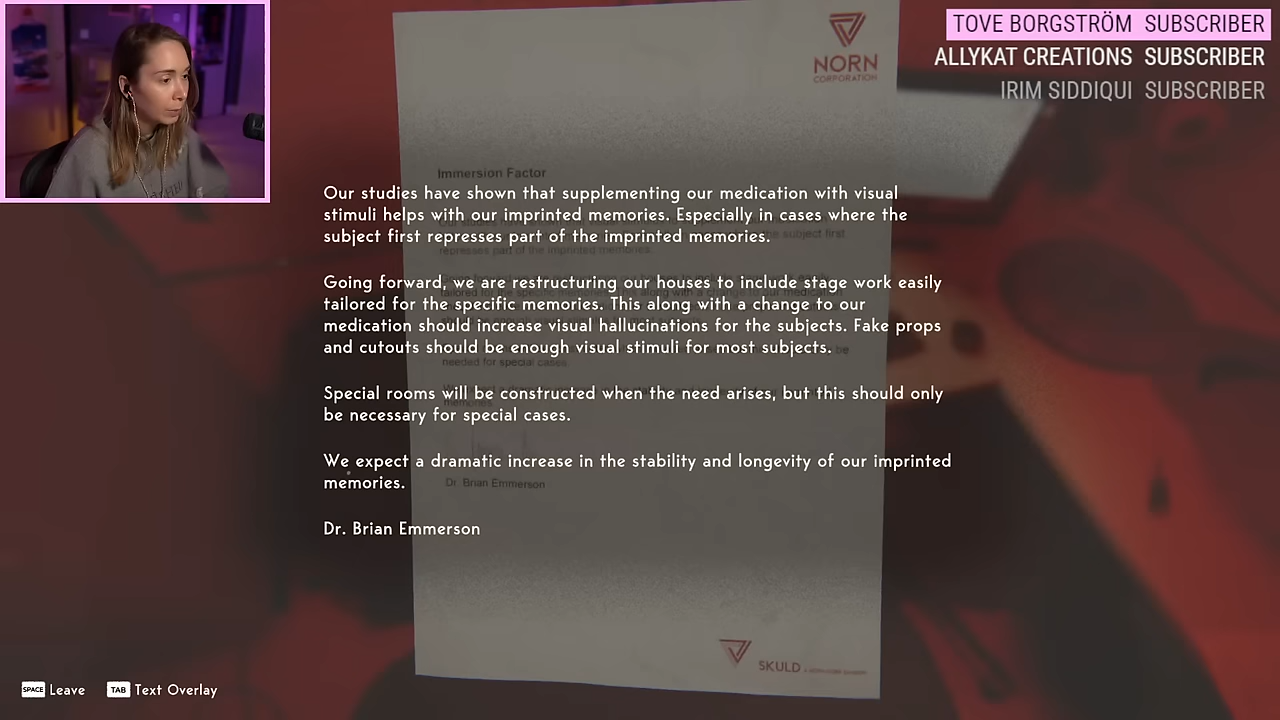 TOVE BORGSTRÖM SUBSCRIBER
ALLYKAT CREATIONS SUBSCRIBER
IRIM SIDDIQUI SUBSCRIBER
NORN
CORPORATION
Immersion Factor
Our studies have shown that supplementing our medication with visual
stimuli helps with our imprinted memories. Especially in cases where the
subject first represses part of the imprinted memories.
Going forward, we are restructuring our houses to include stage work easily
tailored for the specific memories. This along with a change to our
medication should increase visual hallucinations for the subjects. Fake props
and cutouts should be enough visual stimuli for most subjects.
Special rooms will be constructed when the need arises, but this should only
be necessary for special cases.
We expect a dramatic increase in the stability and longevity of our imprinted
memories.
Dr. Brian Emmerson
Dr. Brian Emmerson
SKULD
SPACE Leave TAB Text Overlay